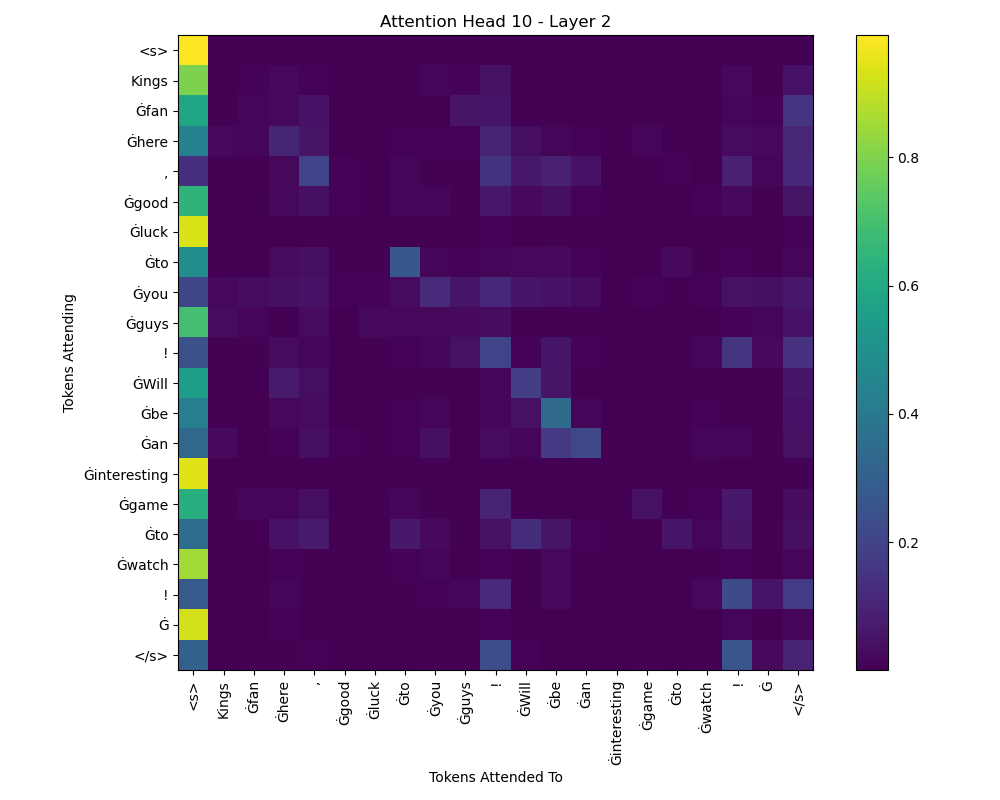 Attention Head 10 - Layer 2
<s>
Kings
Ġfan
Ġhere
,
Ġgood
Ġluck
Ġto
Ġyou
Ġguys
!
ĠWill
Ġbe
Ġan
Ġinteresting
Ġgame
Ġto
Ġwatch
!
Ġ
</s>
Tokens Attending
<s>
Kings
Ġfan
Ġhere
,
Ġgood
Ġluck
Ġto
Ġyou
Ġguys
!
ĠWill
Ġbe
Ġan
Ġinteresting
Ġgame
Ġto
Ġwatch
!
Ġ
</s>
Tokens Attended To
0.8
0.6
0.4
0.2